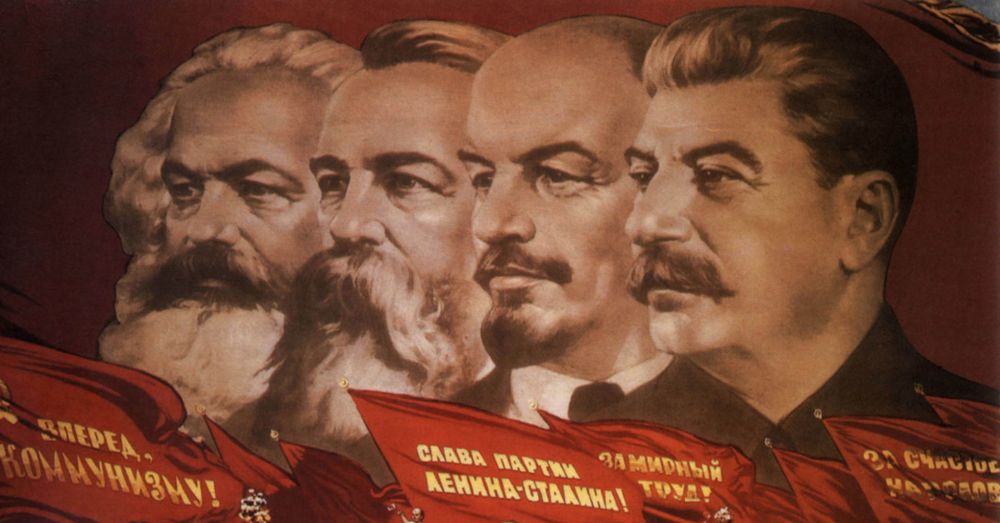 ВПЕРЕД,
КОММУНИЗМУ!
СЛАВА ПАРТИИ
ЛЕНИНА-СТАЛИНА!
ЗА МИРНЫЙ
ТРУД!
ЗА СЧАСТЬЕ